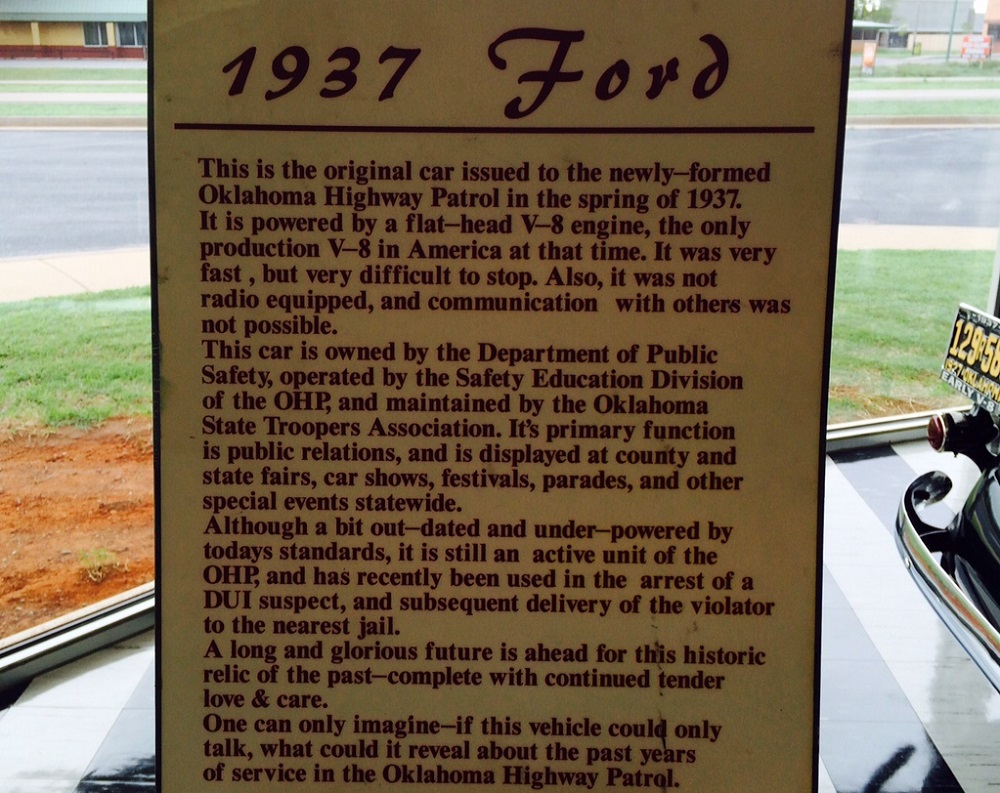 1937 Ford
This is the original car issued to the newly—formed
Oklahoma Highway Patrol in the spring of 1937.
It is powered by a flat—head V—8 engine, the only
production V—8 in America at that time. It was very
fast , but very difficult to stop. Also, it was not
radio equipped, and communication with others was
not possible.
This car is owned by the Department of Public
Safety, operated by the Safety Education Division
of the OHP, and maintained by the Oklahoma
State Troopers Association. It's primary function
is public relations, and is displayed at county and
state fairs, car shows, festivals, parades, and other
special events statewide.
Although a bit out—dated and under—powered by
todays standards, it is still an active unit of the
OHP, and has recently been used in the arrest of a
DUI suspect, and subsequent delivery of the violator
to the nearest jail.
A long and glorious future is ahead for this historic
relic of the past—complete with continued tender
love & care.
One can only imagine—if this vehicle could only
talk, what could it reveal about the past years
of service in the Oklahoma Highway Patrol.